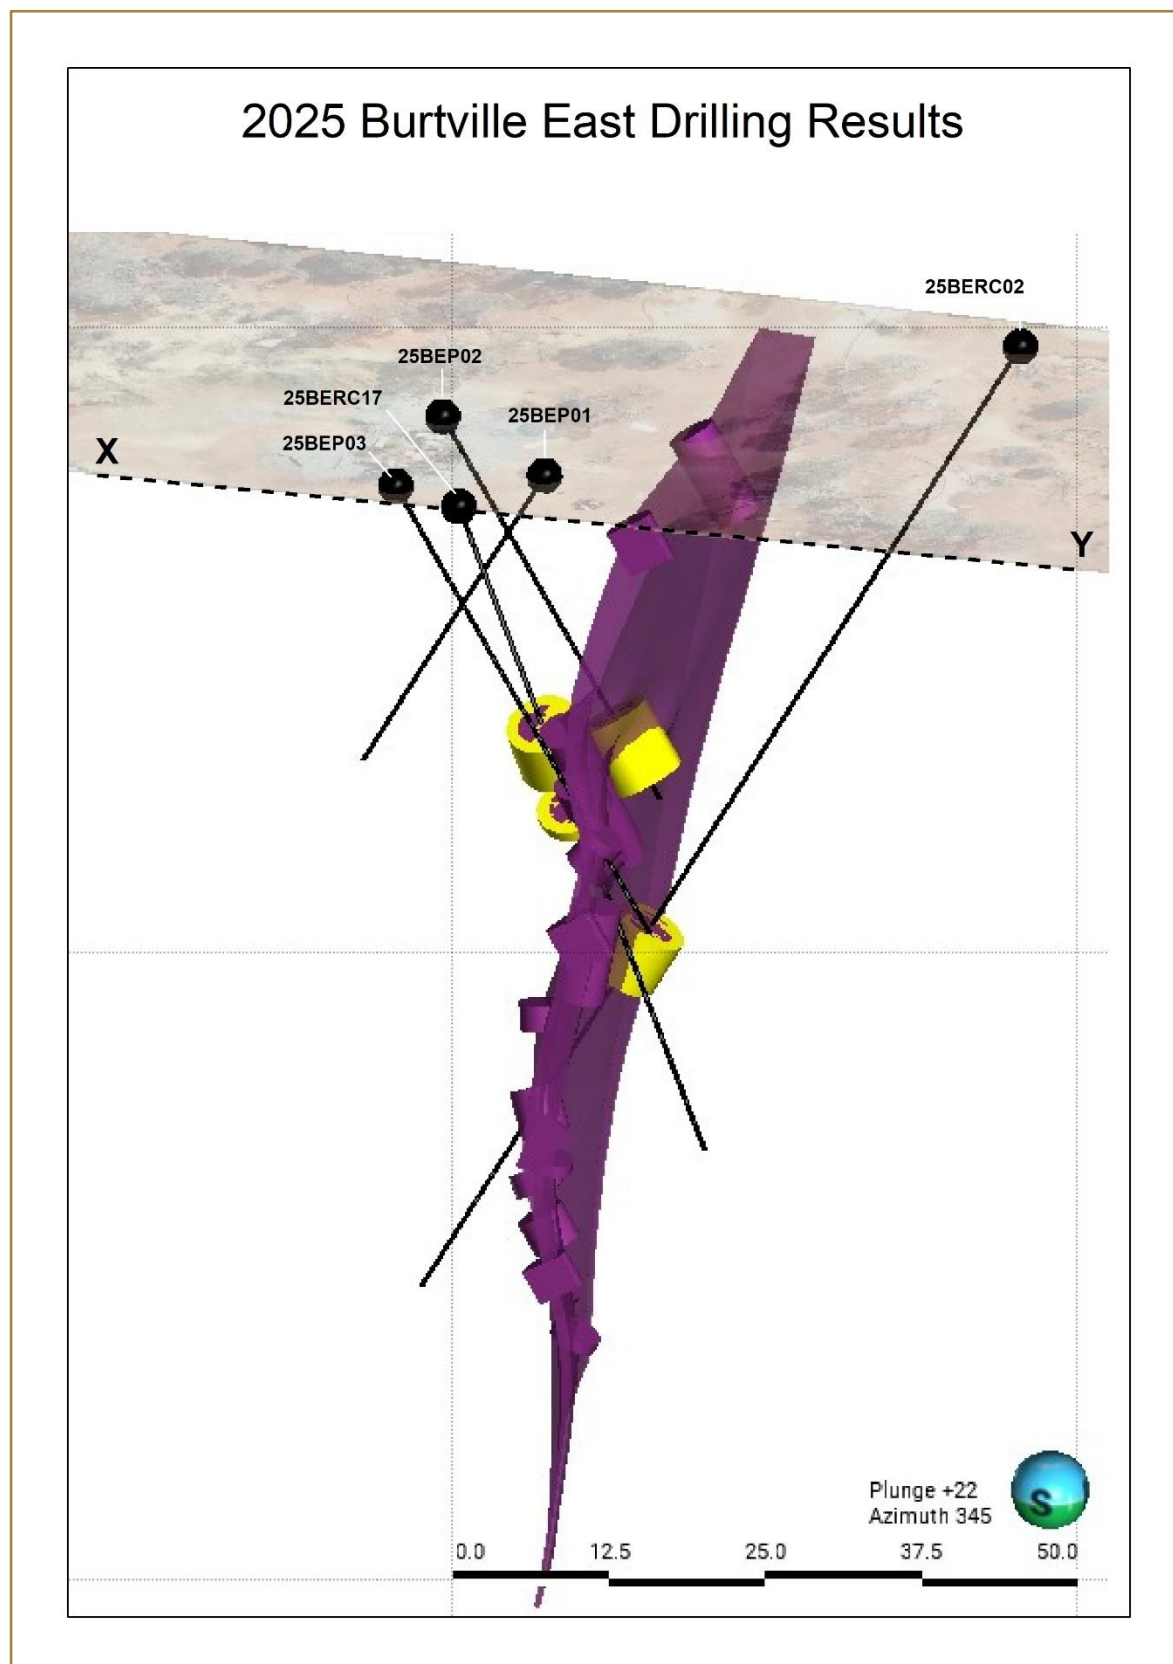 2025 Burtville East Drilling Results
25BERC02
25BEP02
25BERC17
25BEP01
25BEP03
X
Y
Plunge +22
Azimuth 345
S
0.0 12.5 25.0 37.5 50.0